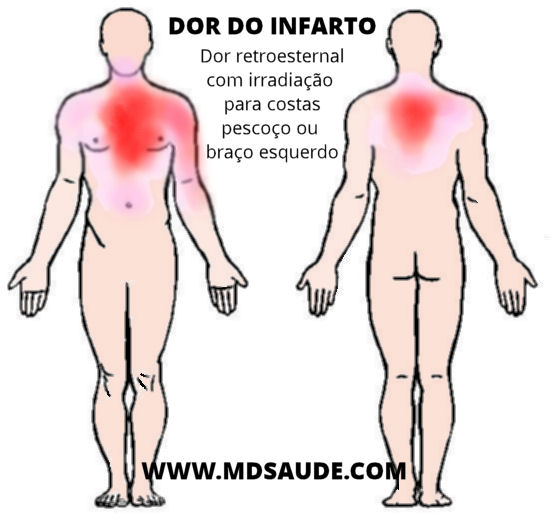 DOR DO INFARTO
Dor retroesternal
com irradiação
para costas
pescoço ou
braço esquerdo
WWW.MDSAUDE.COM